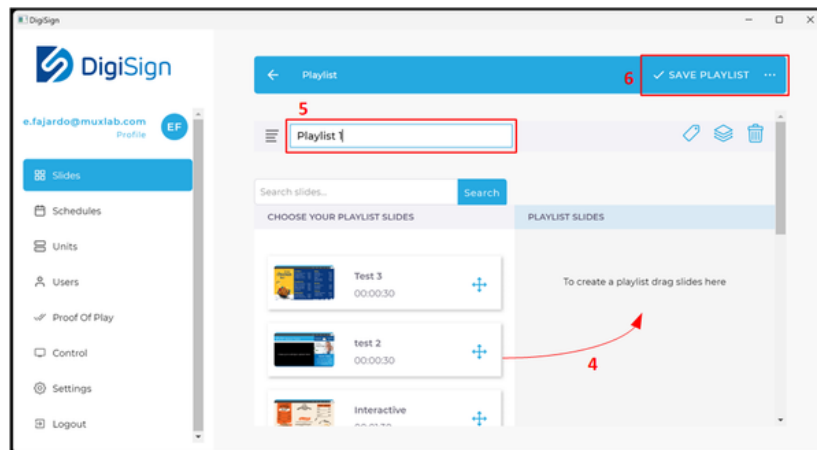 DigiSign
DigiSign
Playlist
6
SAVE PLAYLIST
5
e.fajardo@muxlab.com
Profile
EF
Playlist 1
Slides
Search slides...
Search
Schedules
CHOOSE YOUR PLAYLIST SLIDES
PLAYLIST SLIDES
Units
Users
Test 3
00:00:30
To create a playlist drag slides here
Proof Of Play
Control
test 2
00:00:30
4
Settings
Interactive
Logout